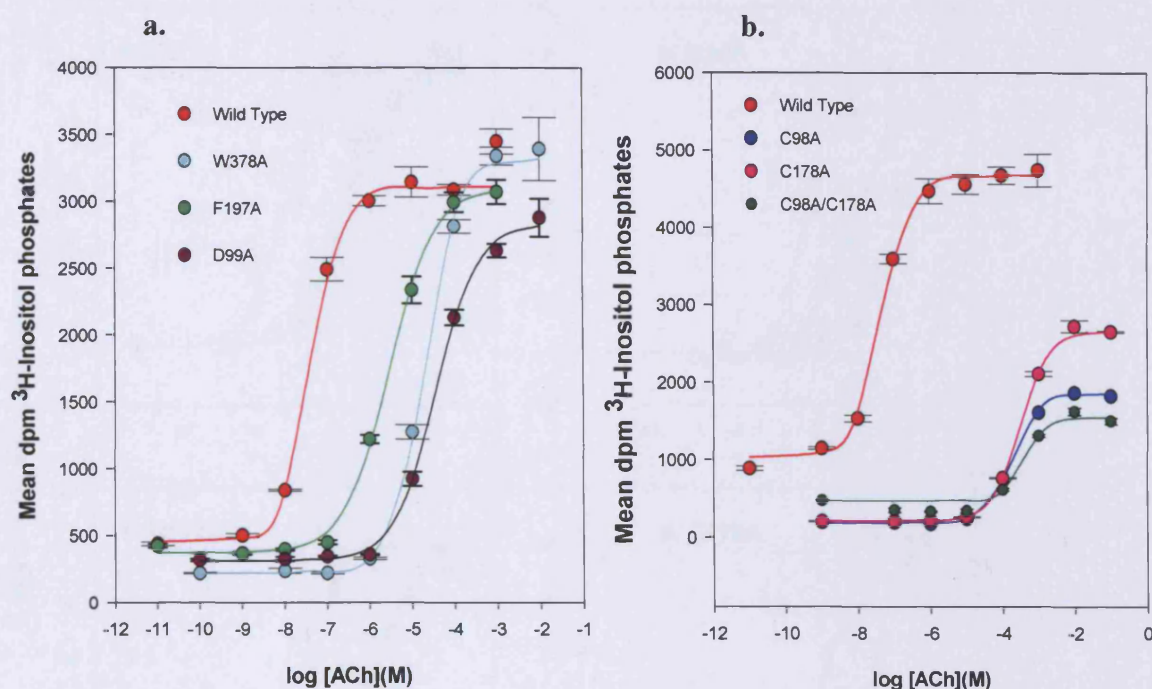 a.
Mean dpm ³H-Inositol phosphates
4000
3500
3000
2500
2000
1500
1000
500
0
Wild Type
W378A
F197A
D99A
-12 -11 -10 -9 -8 -7 -6 -5 -4 -3 -2 -1
log [ACh](M)
b.
Mean dpm ³H-Inositol phosphates
6000
5000
4000
3000
2000
1000
0
Wild Type
C98A
C178A
C98A/C178A
-12 -10 -8 -6 -4 -2 0
log [ACh](M)